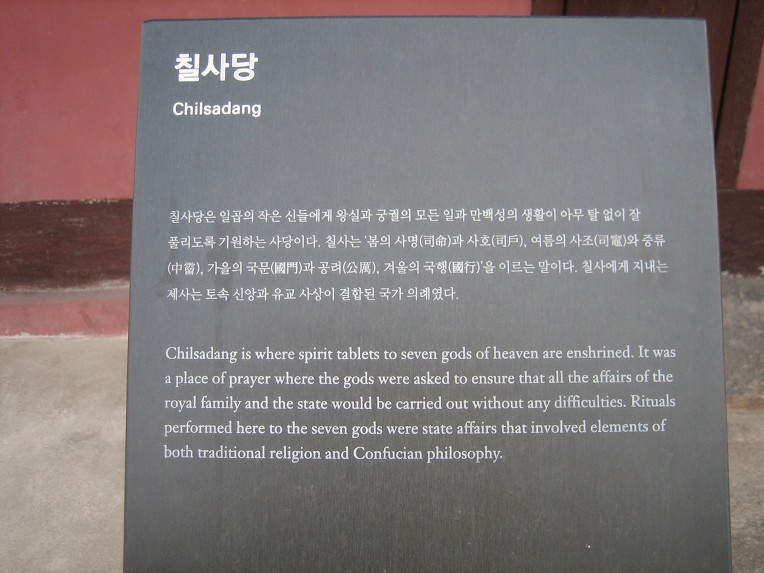 칠사당
Chilsadang
칠사당은 일곱의 작은 신들에게 왕실과 궁궐의 모든 일과 만백성의 생활이 아무 탈 없이 잘
풀리도록 기원하는 사당이다. 칠사는 '봄의 사명(司命)과 사호(司戶), 여름의 사조(司竈)와 중류
(中霤), 가을의 국문(國門)과 공려(公厲), 겨울의 국행(國行)'을 이르는 말이다. 칠사에게 지내는
제사는 토속 신앙과 유교 사상이 결합된 국가 의례였다.
Chilsadang is where spirit tablets to seven gods of heaven are enshrined. It was
a place of prayer where the gods were asked to ensure that all the affairs of the
royal family and the state would be carried out without any difficulties. Rituals
performed here to the seven gods were state affairs that involved elements of
both traditional religion and Confucian philosophy.